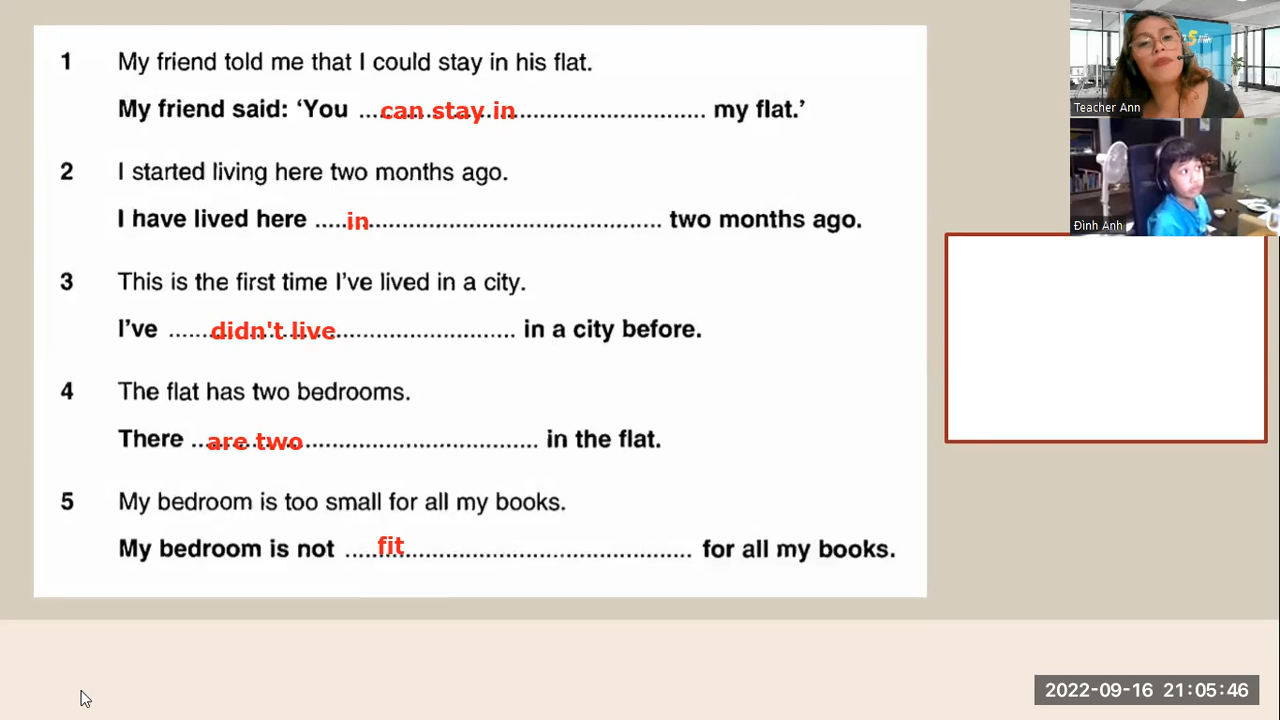 1 My friend told me that I could stay in his flat.
My friend said: ‘You ....can stay in.................... my flat.’
2 I started living here two months ago.
I have lived here .....in........................................ two months ago.
3 This is the first time I’ve lived in a city.
I’ve ......didn't live........................ in a city before.
4 The flat has two bedrooms.
There ...are two............................... in the flat.
5 My bedroom is too small for all my books.
My bedroom is not .....fit...................................... for all my books.
Teacher Ann
Đình Anh
2022-09-16 21:05:46